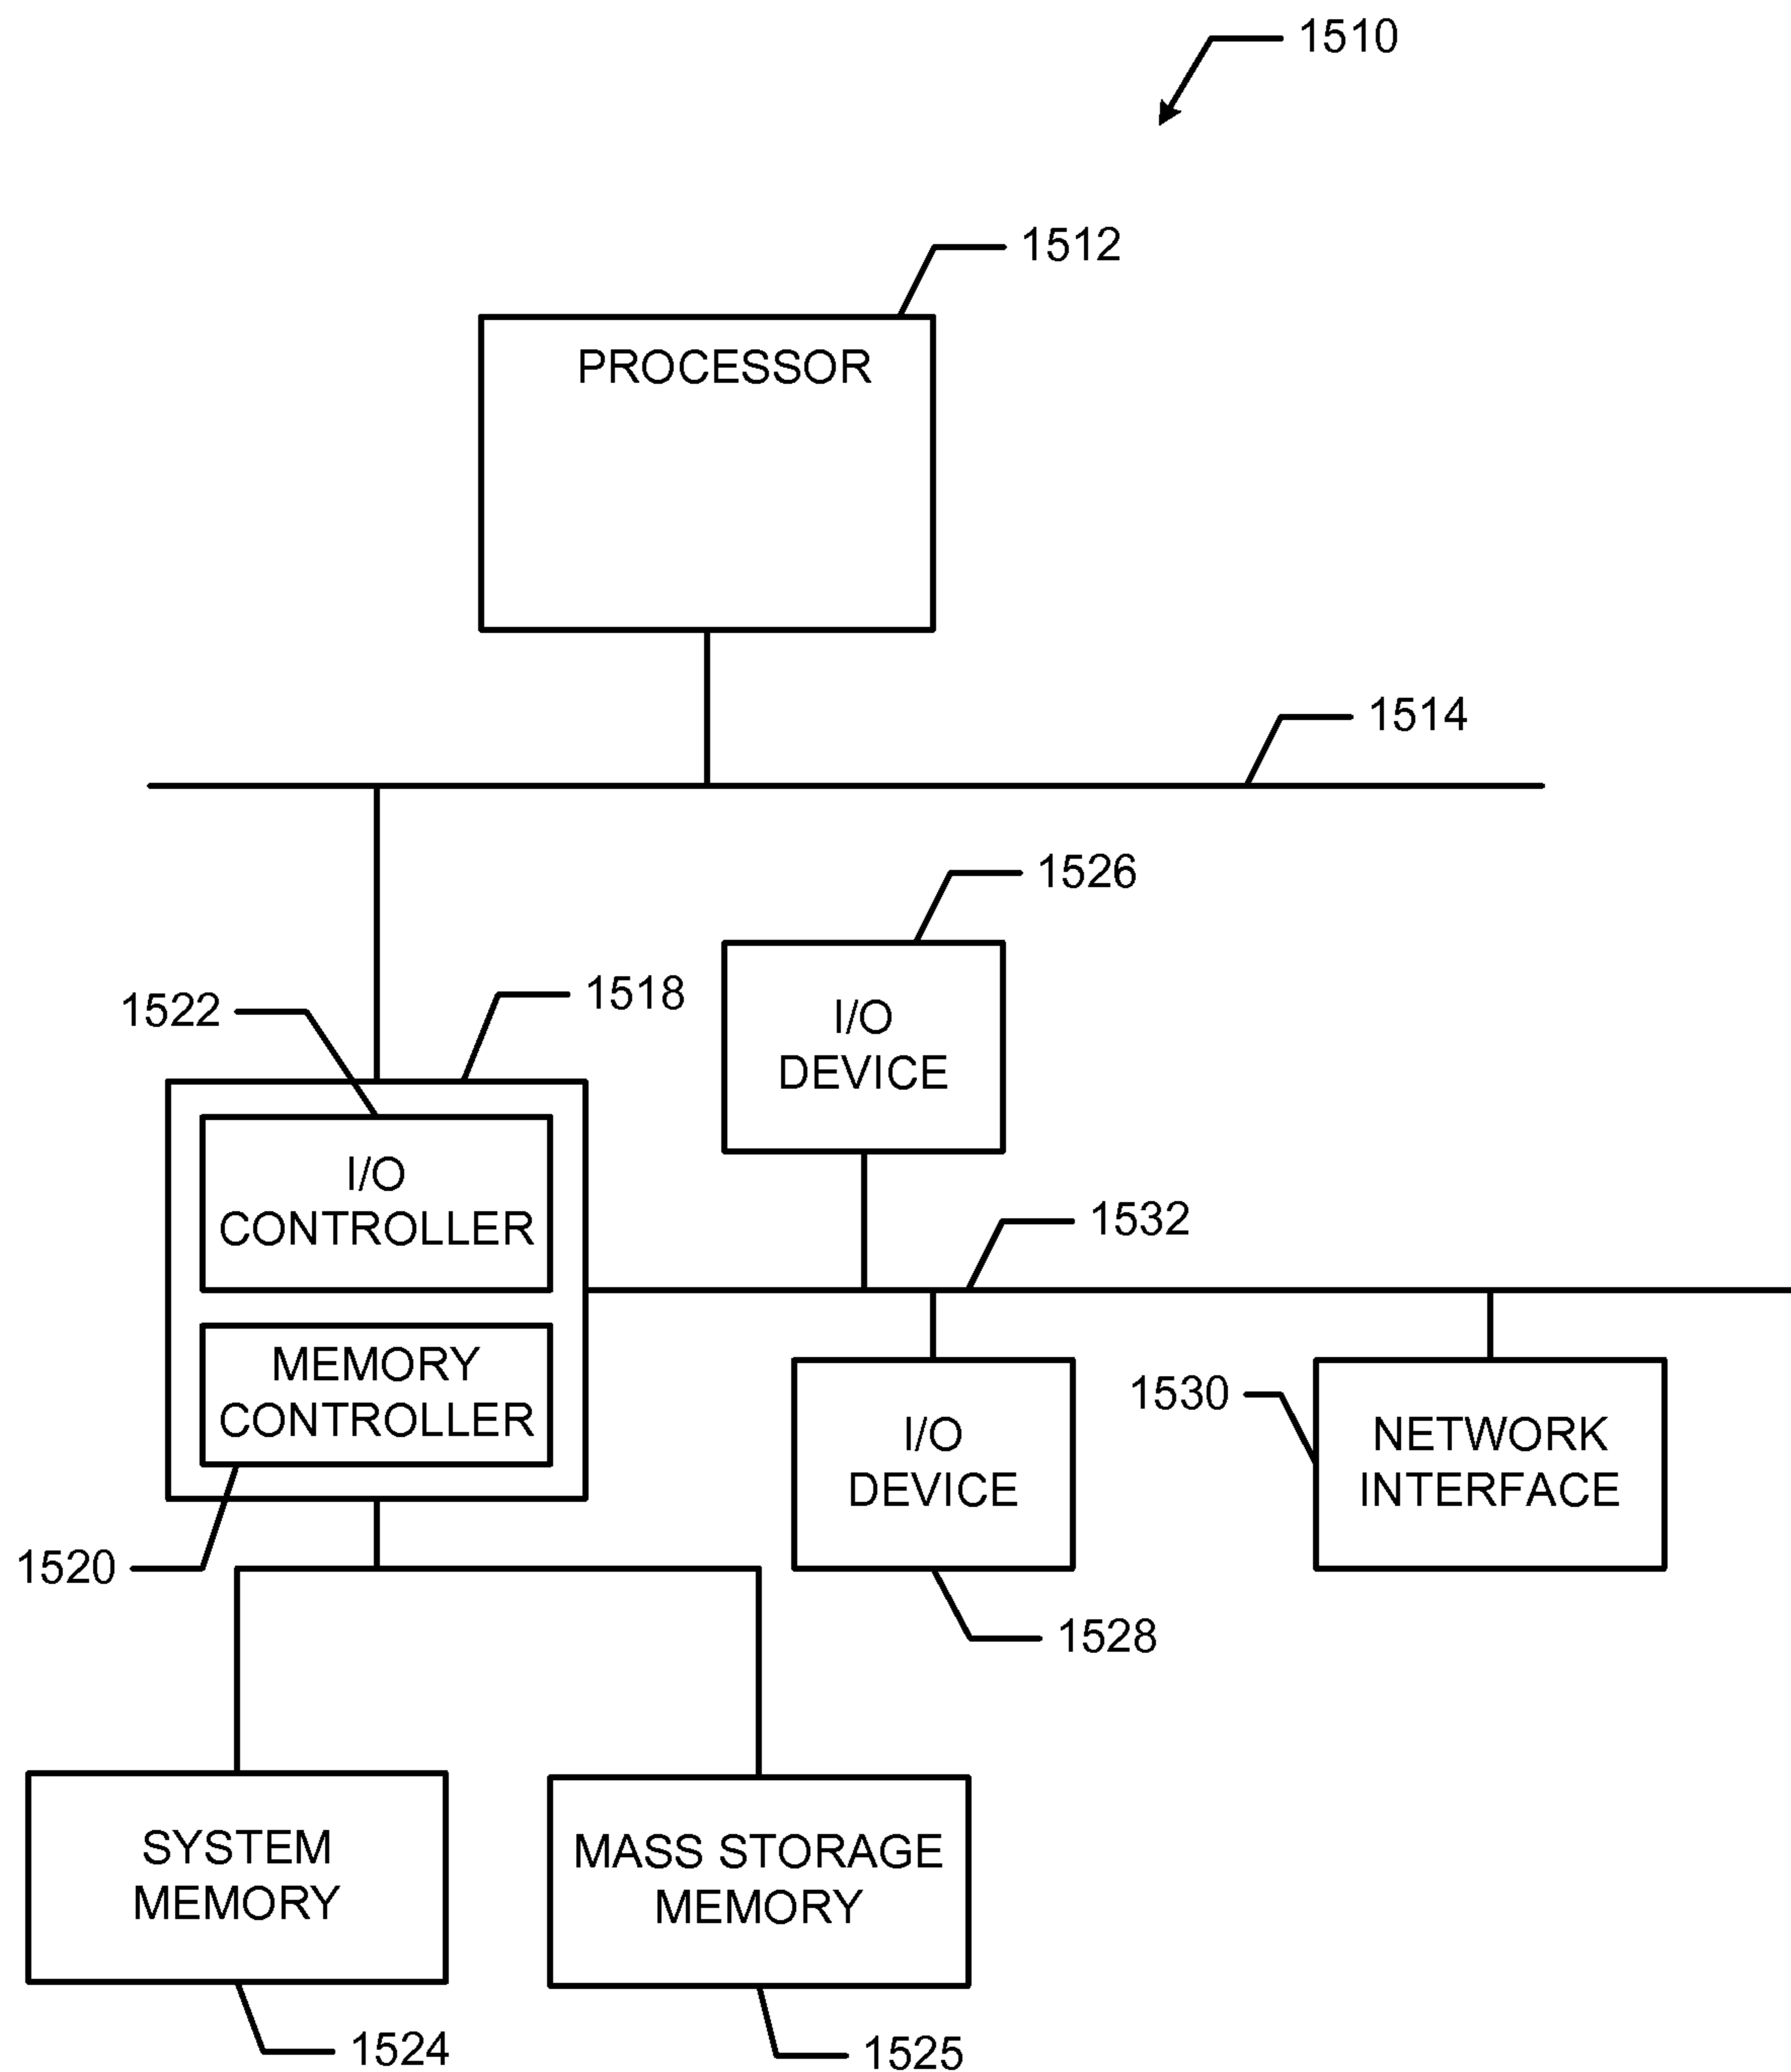 1510
1512
PROCESSOR
1514
1526
1518
1522
I/O
DEVICE
I/O
CONTROLLER
1532
MEMORY
CONTROLLER
1530
I/O
DEVICE
NETWORK
INTERFACE
1520
1528
SYSTEM
MEMORY
MASS STORAGE
MEMORY
1524
1525